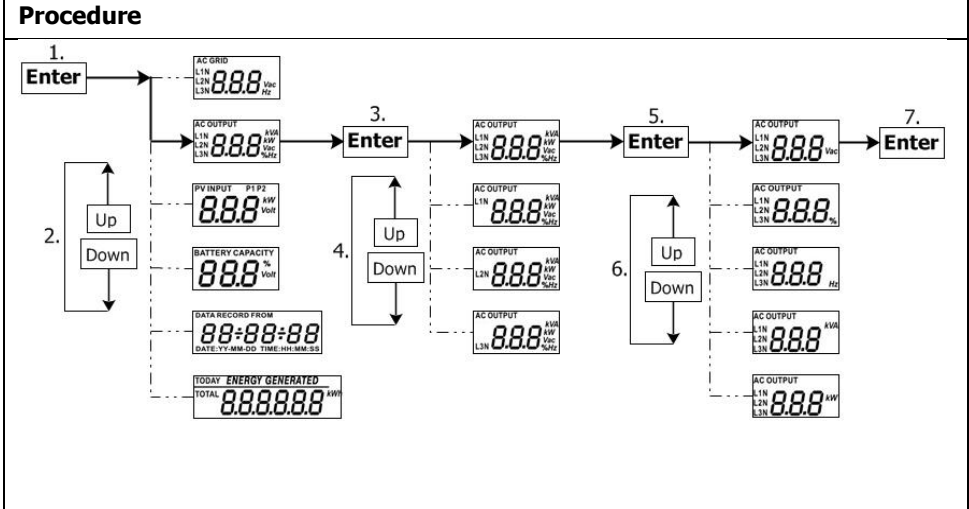 Procedure
1.
Enter
AC GRID
L1N
L2N
L3N
8.8.8
Vac
Hz
AC OUTPUT
L1N
L2N
L3N
8.8.8
kVA
kW
Vac
%Hz
PV INPUT P1 P2
8.8.8
kW
Volt
BATTERY CAPACITY
88.8
%
Volt
DATA RECORD FROM
88:88:88
DATE:YY-MM-DD TIME:HH:MM:SS
TODAY ENERGY GENERATED
TOTAL
8.8.8.8.8.8
kWh
2.
Up
Down
3.
Enter
AC OUTPUT
L1N
L2N
L3N
8.8.8
kVA
kW
Vac
%Hz
AC OUTPUT
L1N
8.8.8
kVA
kW
Vac
%Hz
AC OUTPUT
L2N
8.8.8
kVA
kW
Vac
%Hz
AC OUTPUT
L3N
8.8.8
kVA
kW
Vac
%Hz
4.
Up
Down
5.
Enter
AC OUTPUT
L1N
L2N
L3N
8.8.8
Vac
AC OUTPUT
L1N
L2N
L3N
8.8.8
%
AC OUTPUT
L1N
L2N
L3N
8.8.8
Hz
AC OUTPUT
L1N
L2N
L3N
8.8.8
kVA
AC OUTPUT
L1N
L2N
L3N
8.8.8
kW
6.
Up
Down
7.
Enter